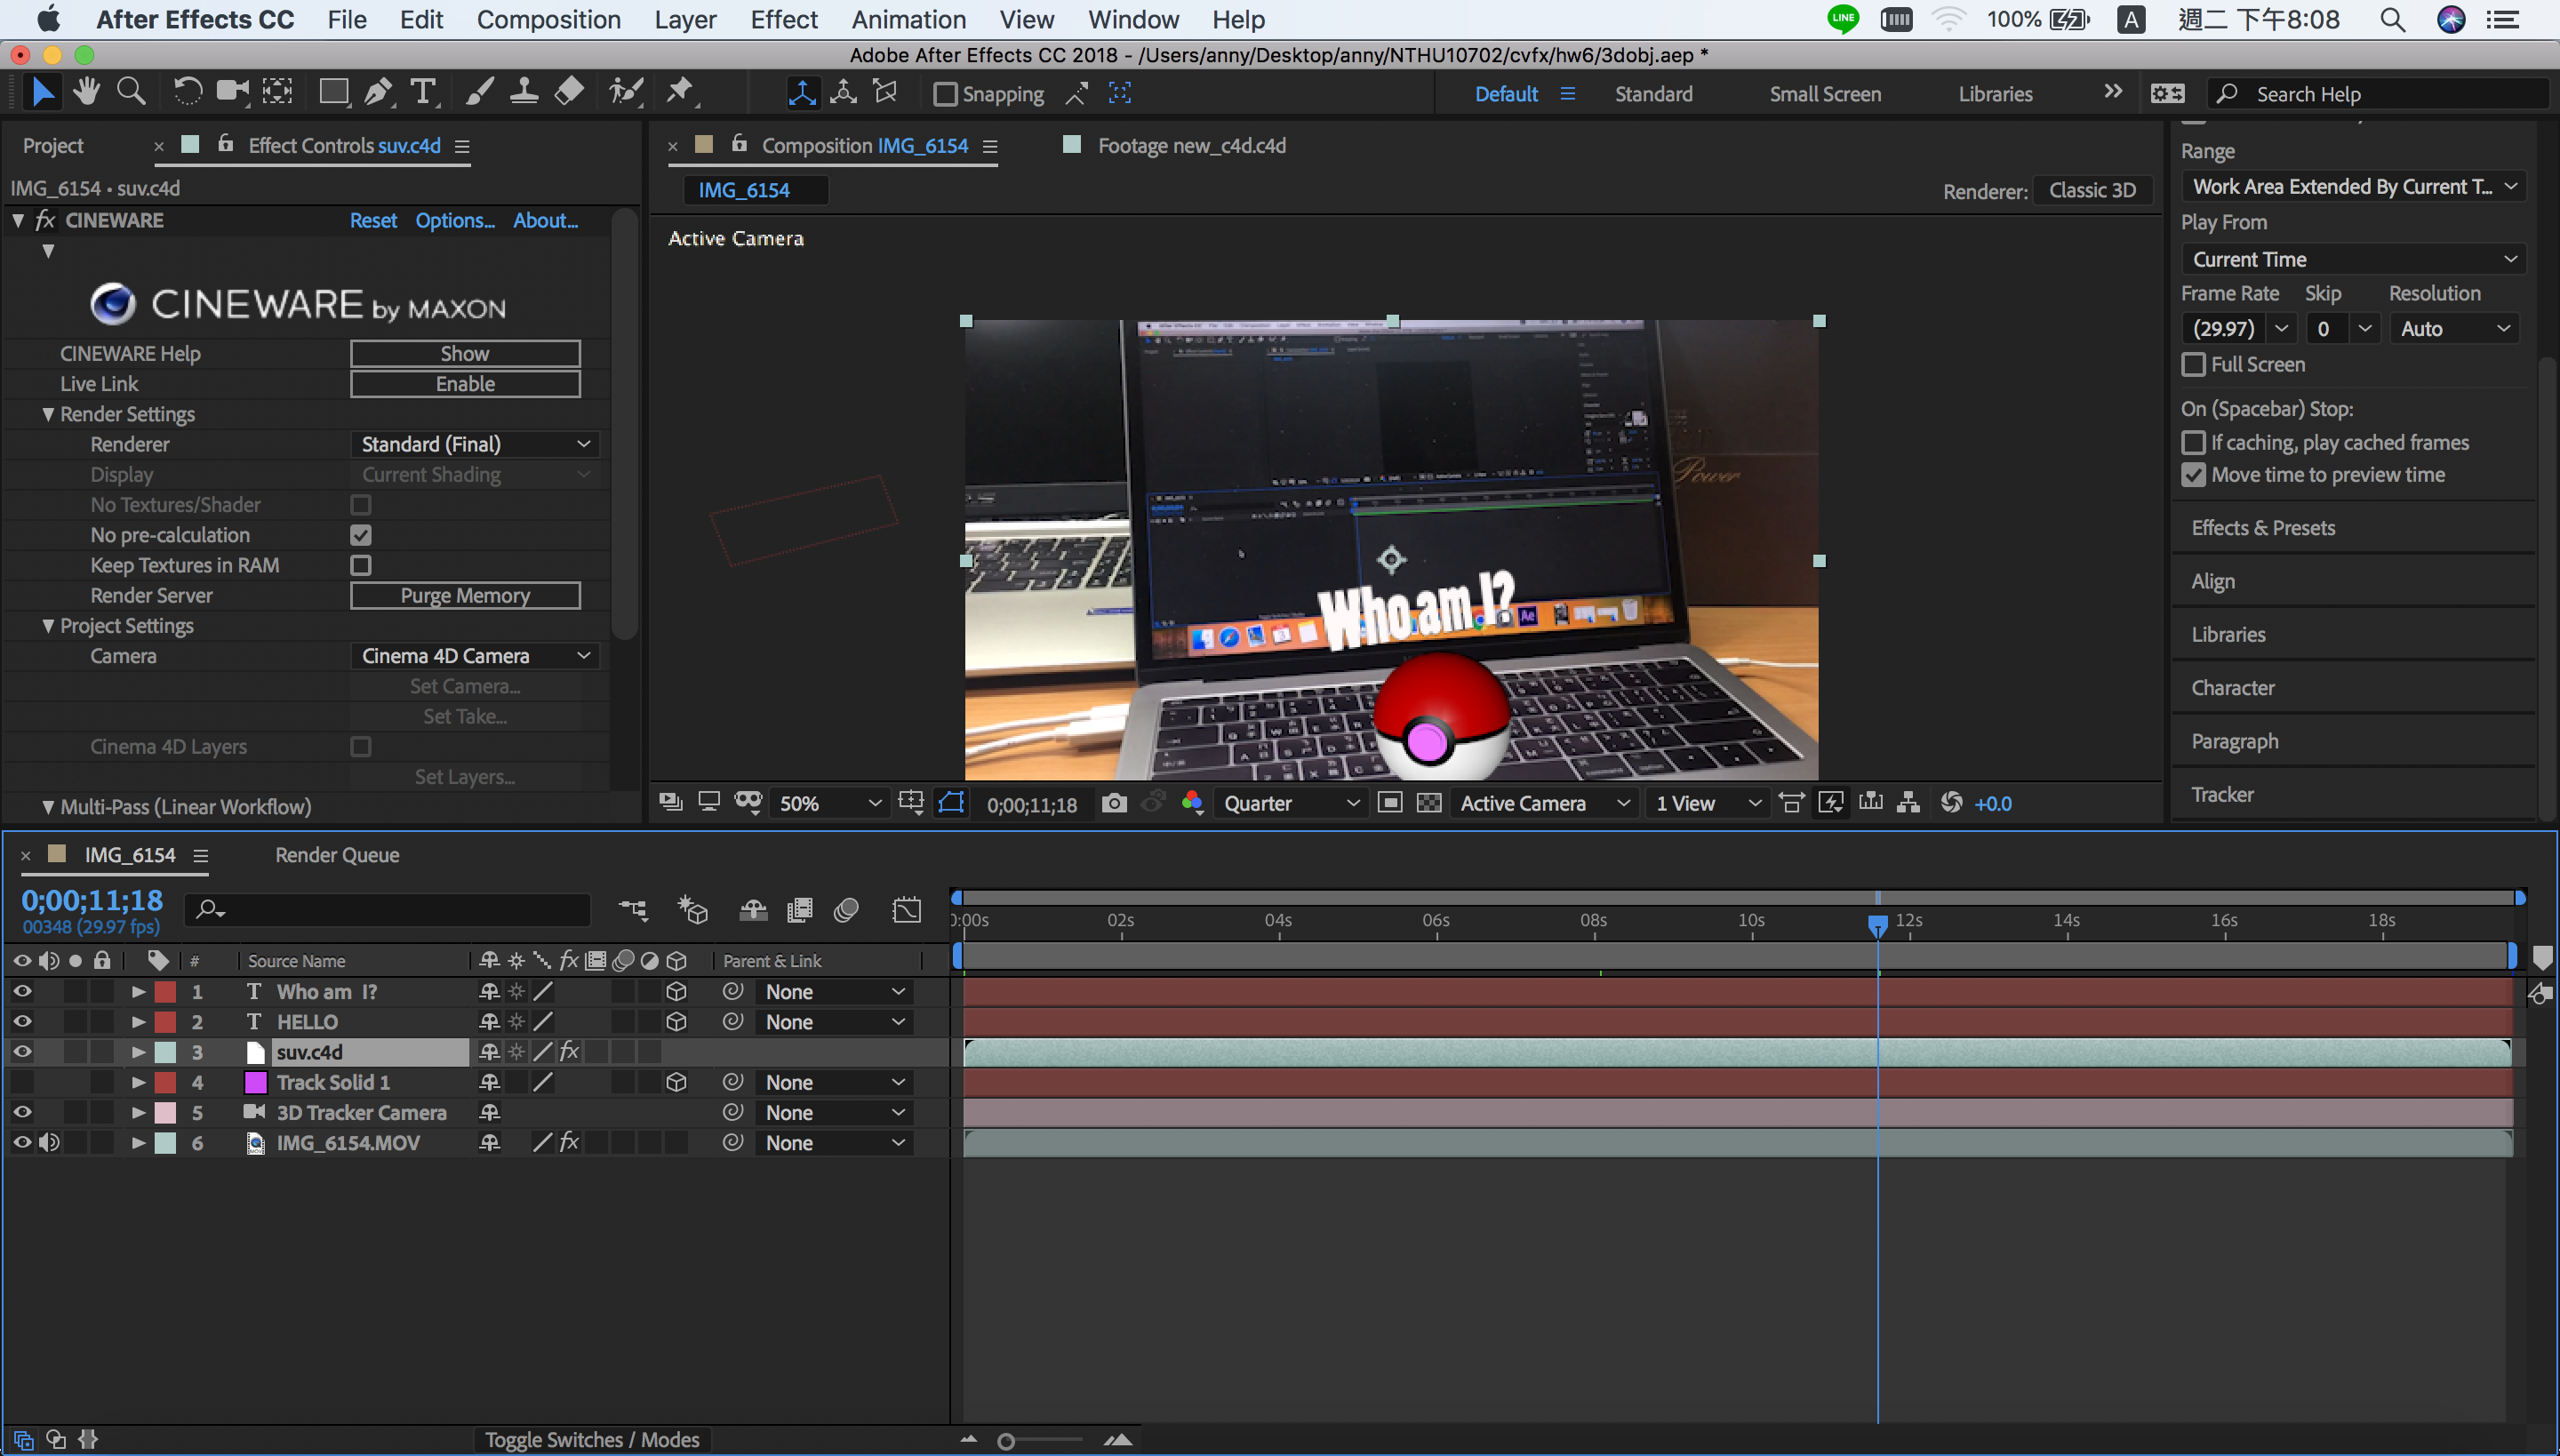 After Effects CC File Edit Composition Layer Effect Animation View Window Help LINE 100% A 週二 下午8:08
Adobe After Effects CC 2018 - /Users/anny/Desktop/anny/NTHU10702/cvfx/hw6/3dobj.aep *
T Snapping Default Standard Small Screen Libraries Search Help
Project Effect Controls suv.c4d
IMG_6154 • suv.c4d
fx CINEWARE Reset Options... About...
CINEWARE by MAXON
CINEWARE Help Show
Live Link Enable
Render Settings
Renderer Standard (Final)
Display Current Shading
No Textures/Shader
No pre-calculation
Keep Textures in RAM
Render Server Purge Memory
Project Settings
Camera Cinema 4D Camera
Set Camera...
Set Take...
Cinema 4D Layers
Set Layers...
Multi-Pass (Linear Workflow)
Composition IMG_6154 Footage new_c4d.c4d
IMG_6154 Renderer: Classic 3D
Active Camera
After Effects CC
Power
Who am I?
Ae
50% 0;00;11;18 Quarter Active Camera 1 View +0.0
Range
Work Area Extended By Current T...
Play From
Current Time
Frame Rate Skip Resolution
(29.97) 0 Auto
Full Screen
On (Spacebar) Stop:
If caching, play cached frames
Move time to preview time
Effects & Presets
Align
Libraries
Character
Paragraph
Tracker
IMG_6154 Render Queue
0;00;11;18
00348 (29.97 fps)
0:00s 02s 04s 06s 08s 10s 12s 14s 16s 18s
# Source Name fx Parent & Link
1 T Who am I? None
2 T HELLO None
3 suv.c4d fx
4 Track Solid 1 None
5 3D Tracker Camera None
6 IMG_6154.MOV fx None
Toggle Switches / Modes